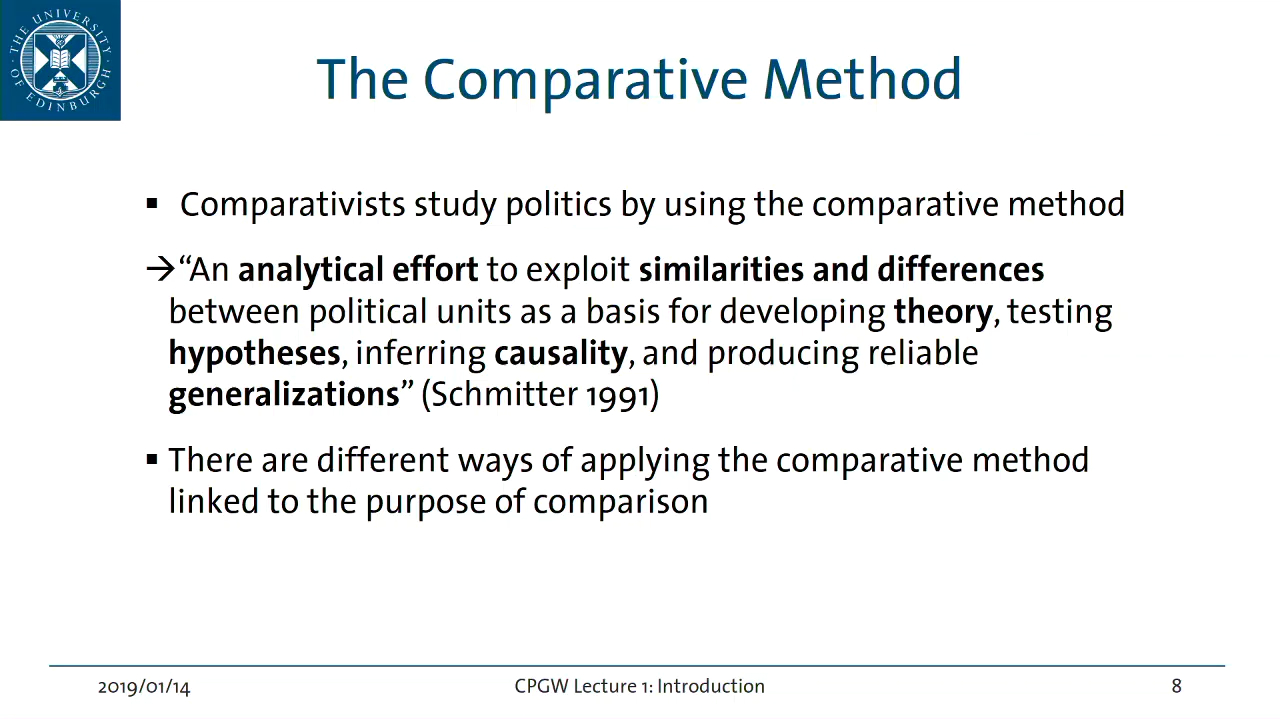 THE UNIVERSITY OF EDINBURGH
The Comparative Method
▪ Comparativists study politics by using the comparative method
→“An analytical effort to exploit similarities and differences
between political units as a basis for developing theory, testing
hypotheses, inferring causality, and producing reliable
generalizations” (Schmitter 1991)
▪ There are different ways of applying the comparative method
linked to the purpose of comparison
2019/01/14 CPGW Lecture 1: Introduction 8